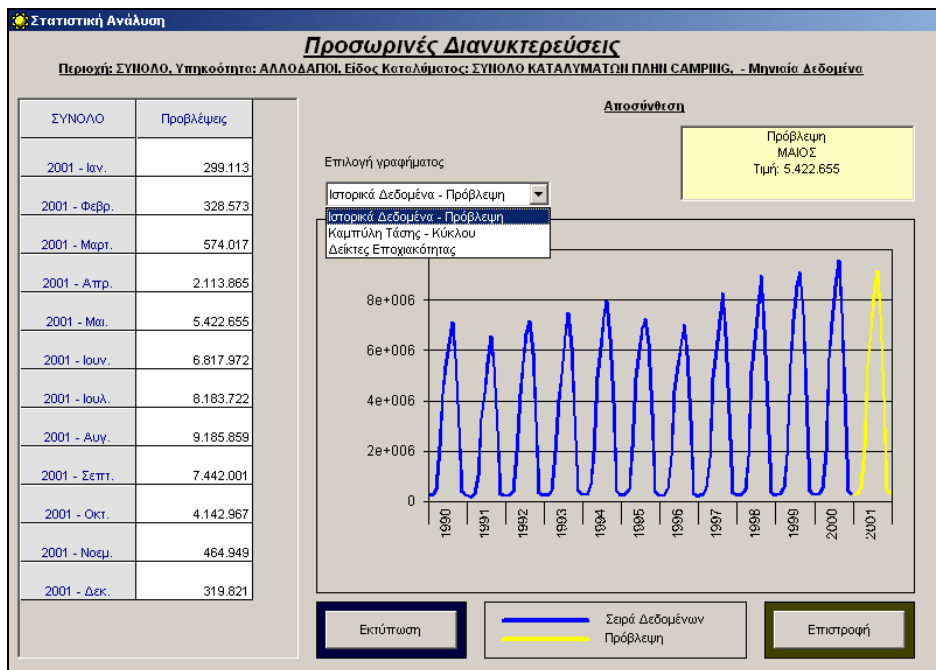 Στατιστική Ανάλυση
Προσωρινές Διανυκτερεύσεις
Περιοχή: ΣΥΝΟΛΟ, Υπηκοότητα: ΑΛΛΟΔΑΠΟΙ, Είδος Καταλύματος: ΣΥΝΟΛΟ ΚΑΤΑΛΥΜΑΤΩΝ ΠΛΗΝ CAMPING, - Μηνιαία Δεδομένα
ΣΥΝΟΛΟ Προβλέψεις
2001 - Ιαν. 299.113
2001 - Φεβρ. 328.573
2001 - Μαρτ. 574.017
2001 - Απρ. 2.113.865
2001 - Μαι. 5.422.655
2001 - Ιουν. 6.817.972
2001 - Ιουλ. 8.183.722
2001 - Αυγ. 9.185.859
2001 - Σεπτ. 7.442.001
2001 - Οκτ. 4.142.967
2001 - Νοεμ. 464.949
2001 - Δεκ. 319.821
Αποσύνθεση
Πρόβλεψη
ΜΑΙΟΣ
Τιμή: 5.422.655
Επιλογή γραφήματος
Ιστορικά Δεδομένα - Πρόβλεψη
Ιστορικά Δεδομένα - Πρόβλεψη
Καμπύλη Τάσης - Κύκλου
Δείκτες Εποχιακότητας
8e+006
6e+006
4e+006
2e+006
0
1990 1991 1992 1993 1994 1995 1996 1997 1998 1999 2000 2001
Εκτύπωση
Σειρά Δεδομένων
Πρόβλεψη
Επιστροφή